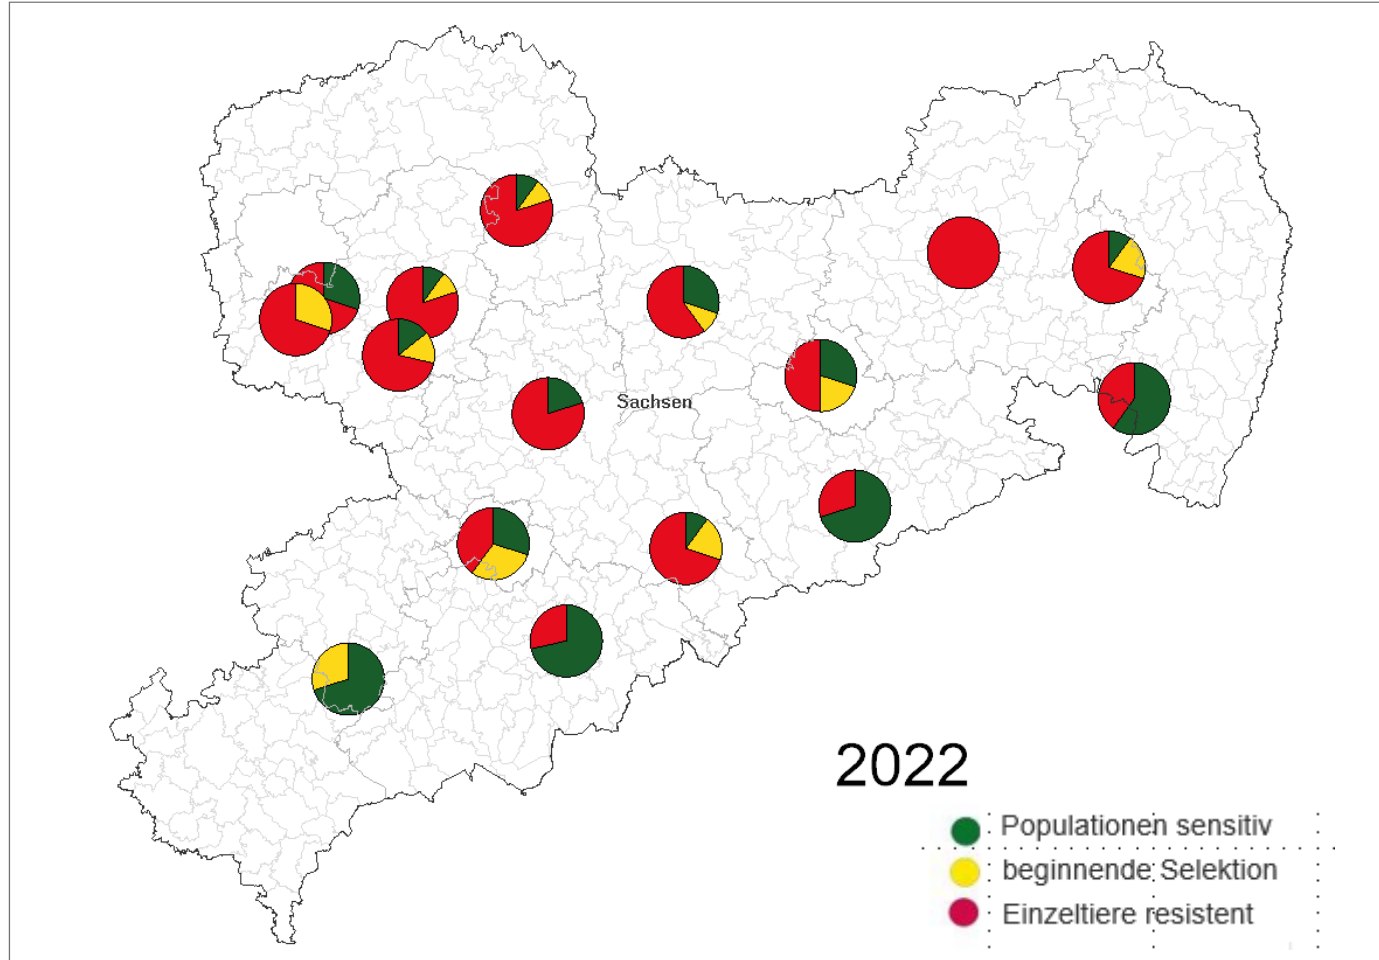 Sachsen
2022
Populationen sensitiv
beginnende Selektion
Einzeltiere resistent